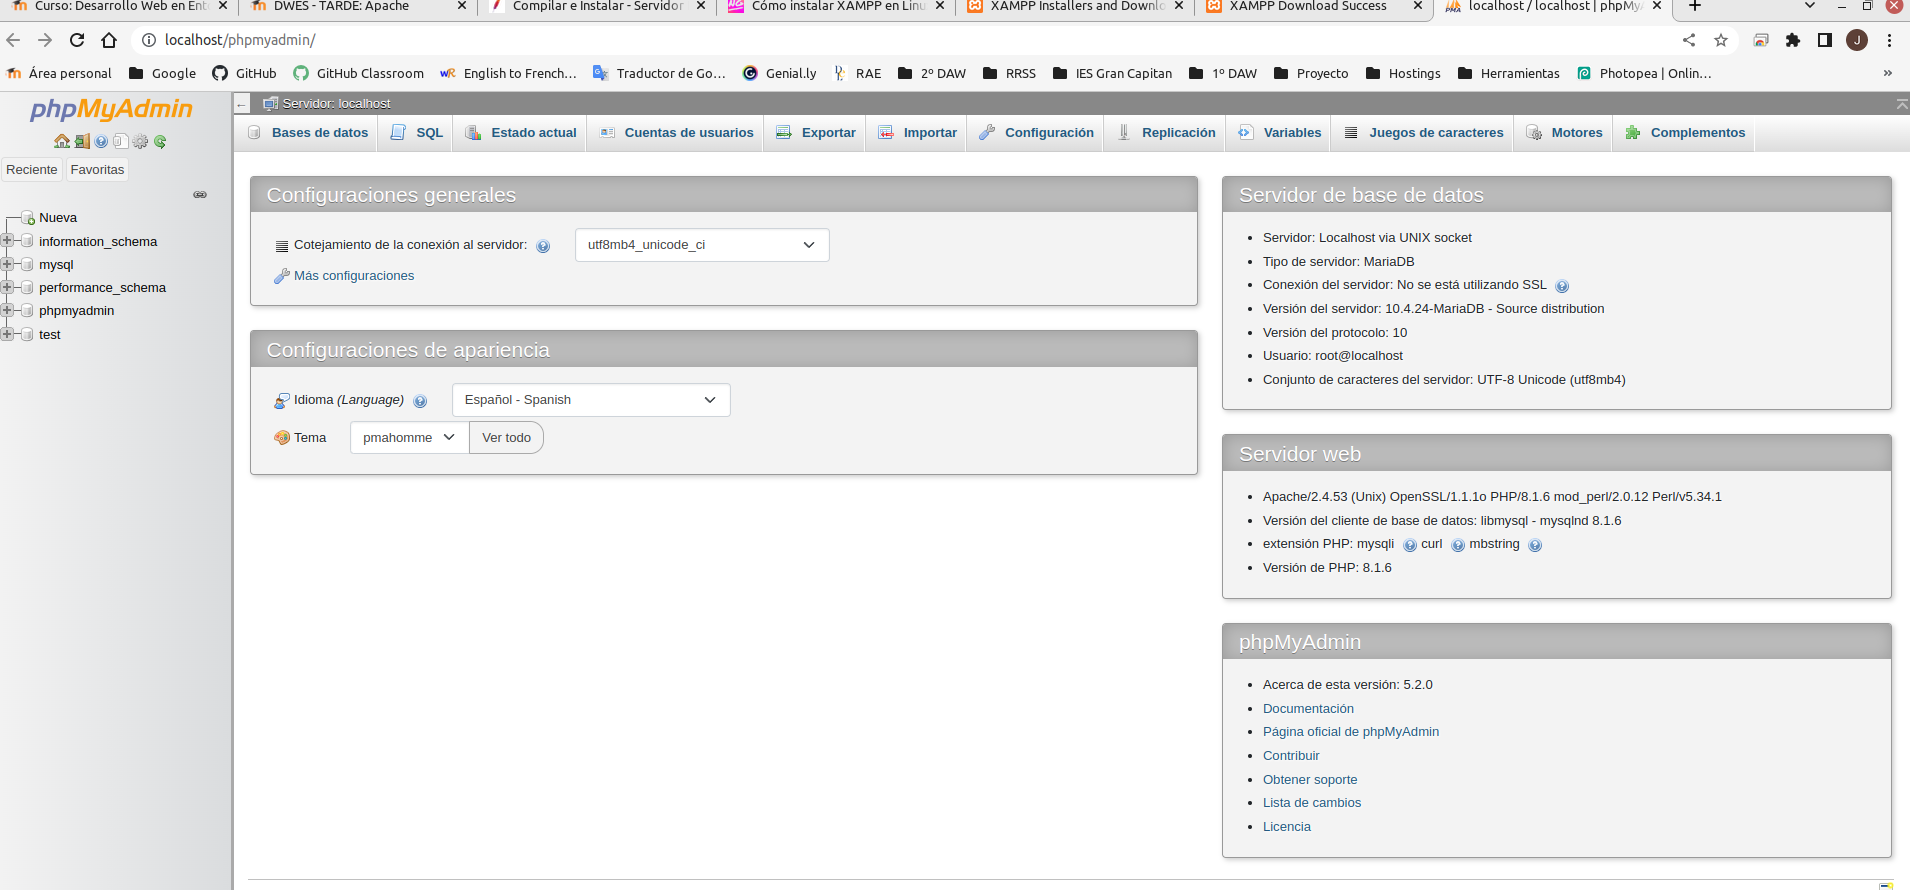 Curso: Desarrollo Web en Ent
DWES - TARDE: Apache
Compilar e Instalar - Servidor
Cómo instalar XAMPP en Linu
XAMPP Installers and Downlo
XAMPP Download Success
localhost / localhost | phpMyA
localhost/phpmyadmin/
J
Área personal
Google
GitHub
GitHub Classroom
English to French…
Traductor de Go…
Genial.ly
RAE
2º DAW
RRSS
IES Gran Capitan
1º DAW
Proyecto
Hostings
Herramientas
Photopea | Onlin…
»
phpMyAdmin
Reciente
Favoritas
Nueva
information_schema
mysql
performance_schema
phpmyadmin
test
Servidor: localhost
Bases de datos
SQL
Estado actual
Cuentas de usuarios
Exportar
Importar
Configuración
Replicación
Variables
Juegos de caracteres
Motores
Complementos
Configuraciones generales
Cotejamiento de la conexión al servidor:
utf8mb4_unicode_ci
Más configuraciones
Configuraciones de apariencia
Idioma (Language)
Español - Spanish
Tema
pmahomme
Ver todo
Servidor de base de datos
Servidor: Localhost via UNIX socket
Tipo de servidor: MariaDB
Conexión del servidor: No se está utilizando SSL
Versión del servidor: 10.4.24-MariaDB - Source distribution
Versión del protocolo: 10
Usuario: root@localhost
Conjunto de caracteres del servidor: UTF-8 Unicode (utf8mb4)
Servidor web
Apache/2.4.53 (Unix) OpenSSL/1.1.1o PHP/8.1.6 mod_perl/2.0.12 Perl/v5.34.1
Versión del cliente de base de datos: libmysql - mysqlnd 8.1.6
extensión PHP: mysqli curl mbstring
Versión de PHP: 8.1.6
phpMyAdmin
Acerca de esta versión: 5.2.0
Documentación
Página oficial de phpMyAdmin
Contribuir
Obtener soporte
Lista de cambios
Licencia